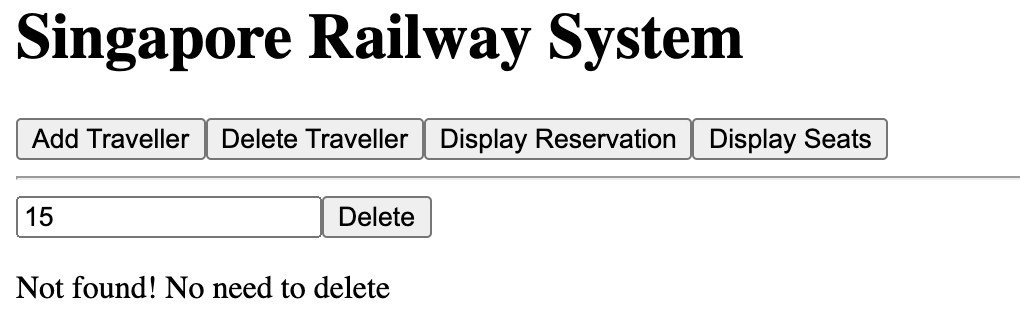 Singapore Railway System
Add Traveller Delete Traveller Display Reservation Display Seats
15 Delete
Not found! No need to delete